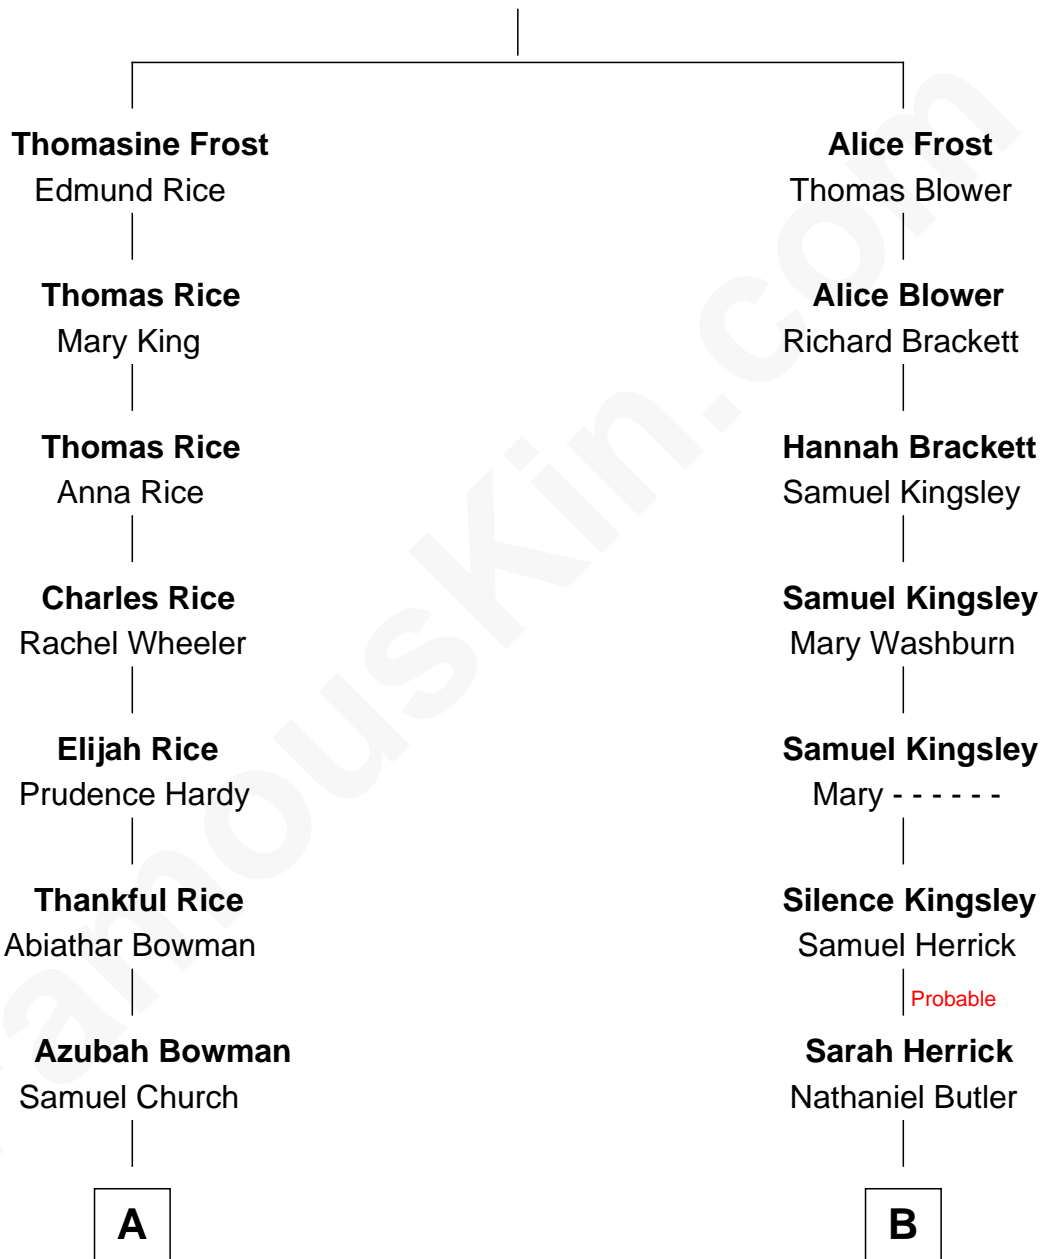 Thomasine Frost
Edmund Rice
Thomas Rice
Mary King
Thomas Rice
Anna Rice
Charles Rice
Rachel Wheeler
Elijah Rice
Prudence Hardy
Thankful Rice
Abiathar Bowman
Azubah Bowman
Samuel Church
A
Alice Frost
Thomas Blower
Alice Blower
Richard Brackett
Hannah Brackett
Samuel Kingsley
Samuel Kingsley
Mary Washburn
Samuel Kingsley
Mary - - - - - -
Silence Kingsley
Samuel Herrick
Probable
Sarah Herrick
Nathaniel Butler
B
FamousKin.com